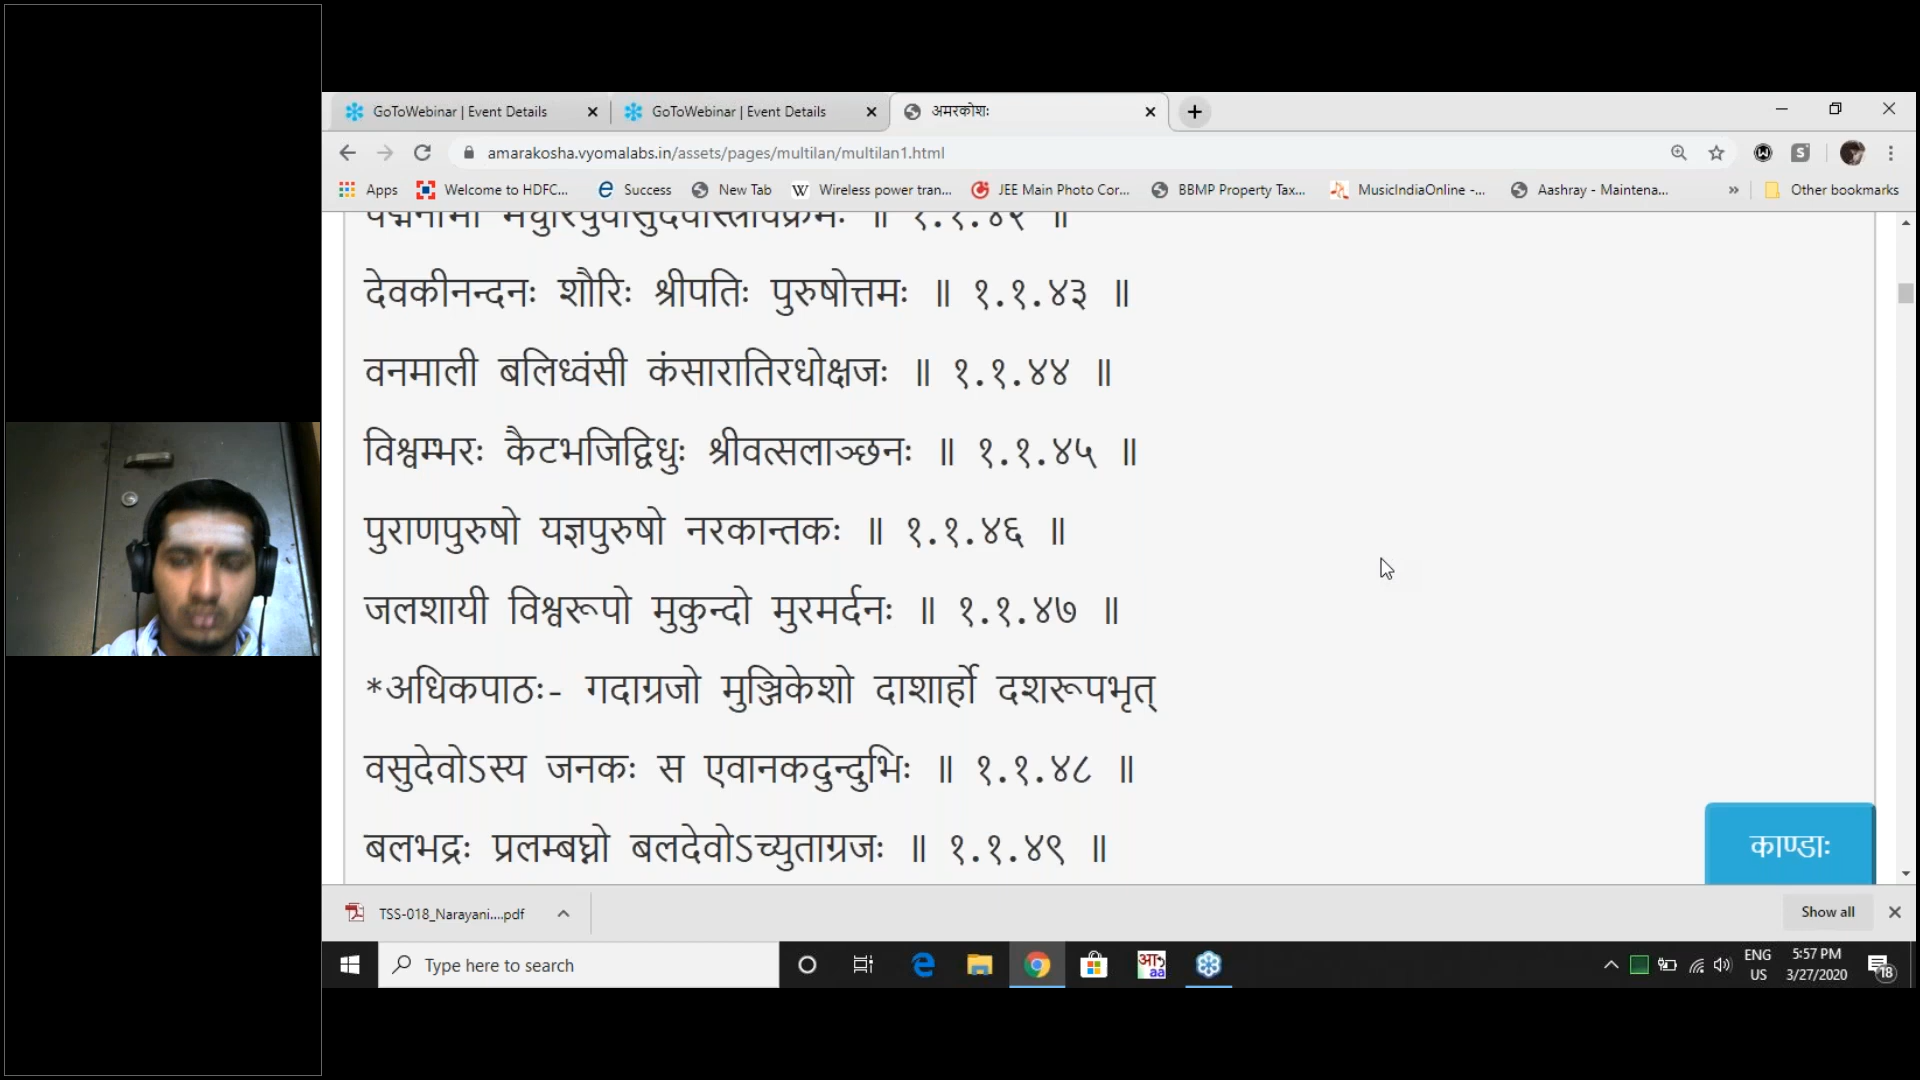 GoToWebinar | Event Details
GoToWebinar | Event Details
अमरकोशः
amarakosha.vyomalabs.in/assets/pages/multilan/multilan1.html
Apps
Welcome to HDFC...
Success
New Tab
Wireless power tran...
JEE Main Photo Cor...
BBMP Property Tax...
MusicIndiaOnline -...
Aashray - Maintena...
»
Other bookmarks
देवकीनन्दनः शौरिः श्रीपतिः पुरुषोत्तमः ॥ १.१.४३ ॥
वनमाली बलिध्वंसी कंसारातिरधोक्षजः ॥ १.१.४४ ॥
विश्वम्भरः कैटभजिद्विधुः श्रीवत्सलाञ्छनः ॥ १.१.४५ ॥
पुराणपुरुषो यज्ञपुरुषो नरकान्तकः ॥ १.१.४६ ॥
जलशायी विश्वरूपो मुकुन्दो मुरमर्दनः ॥ १.१.४७ ॥
*अधिकपाठः- गदाग्रजो मुञ्जिकेशो दाशार्हो दशरूपभृत्
वसुदेवोऽस्य जनकः स एवानकदुन्दुभिः ॥ १.१.४८ ॥
बलभद्रः प्रलम्बघ्नो बलदेवोऽच्युताग्रजः ॥ १.१.४९ ॥
काण्डाः
TSS-018_Narayani....pdf
Show all
Type here to search
ENG
US
5:57 PM
3/27/2020
18